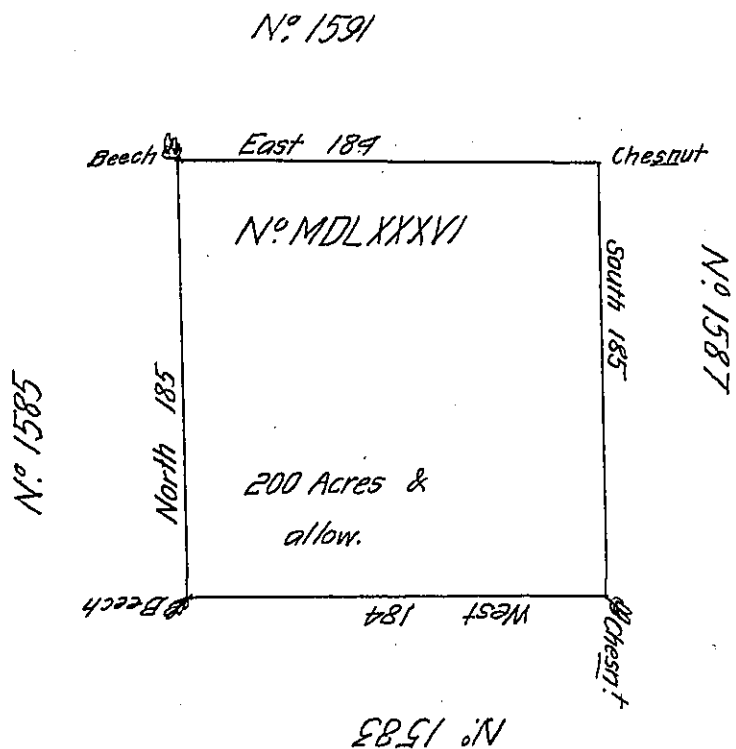 Nº 1591
Beech
East 184
Chesnut
Nº MDLXXXVI
South 185
Nº 1587
Nº 1585
North 185
200 Acres &
allow.
Beech
West 184
Chesn.t
Nº 1583